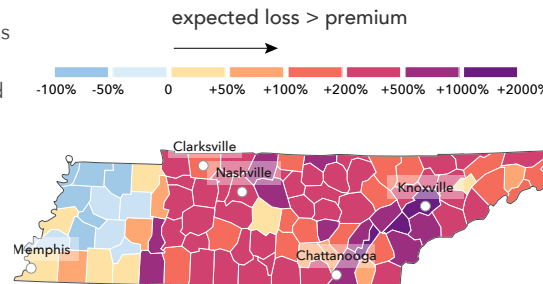 expected loss > premium
s
d
-100% -50% 0 +50% +100% +200% +500% +1000% +2000%
Clarksville
Nashville
Knoxville
Memphis
Chattanooga